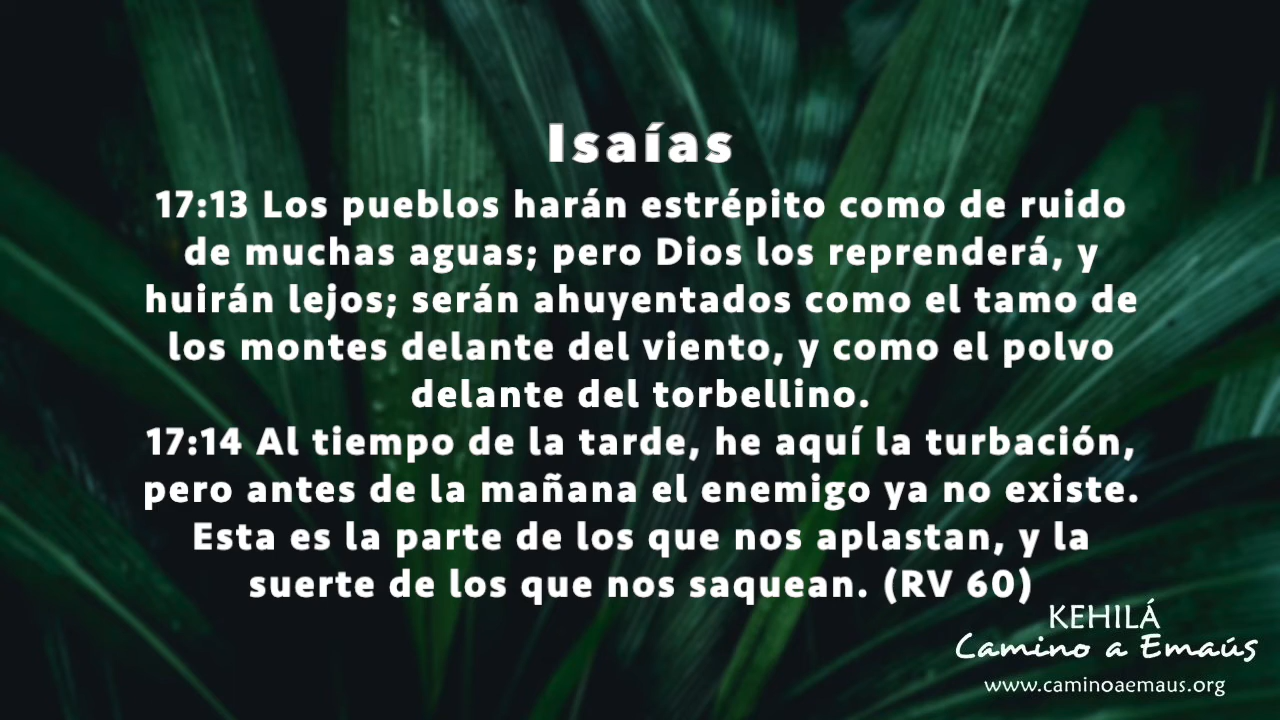 Isaías
17:13 Los pueblos harán estrépito como de ruido
de muchas aguas; pero Dios los reprenderá, y
huirán lejos; serán ahuyentados como el tamo de
los montes delante del viento, y como el polvo
delante del torbellino.
17:14 Al tiempo de la tarde, he aquí la turbación,
pero antes de la mañana el enemigo ya no existe.
Esta es la parte de los que nos aplastan, y la
suerte de los que nos saquean. (RV 60)
KEHILÁ
Camino a Emaús
www.caminoaemaus.org